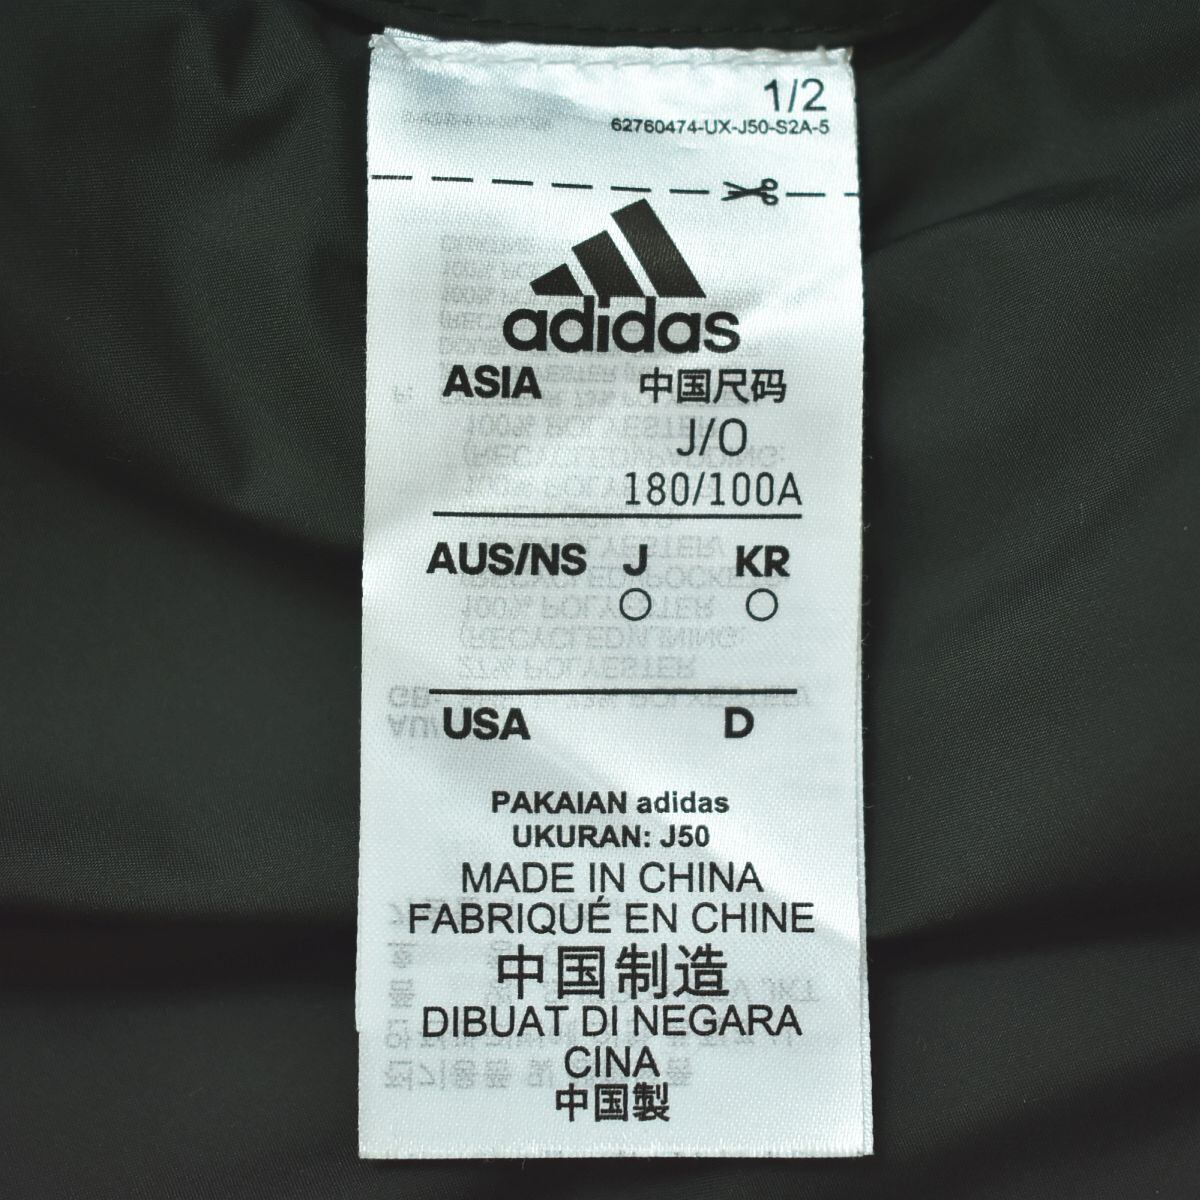 1/2
62760474-UX-J50-S2A-5
adidas
ASIA 中国尺码
J/O
180/100A
AUS/NS J KR
○ ○
USA D
PAKAIAN adidas
UKURAN: J50
MADE IN CHINA
FABRIQUÉ EN CHINE
中国制造
DIBUAT DI NEGARA
CINA
中国製